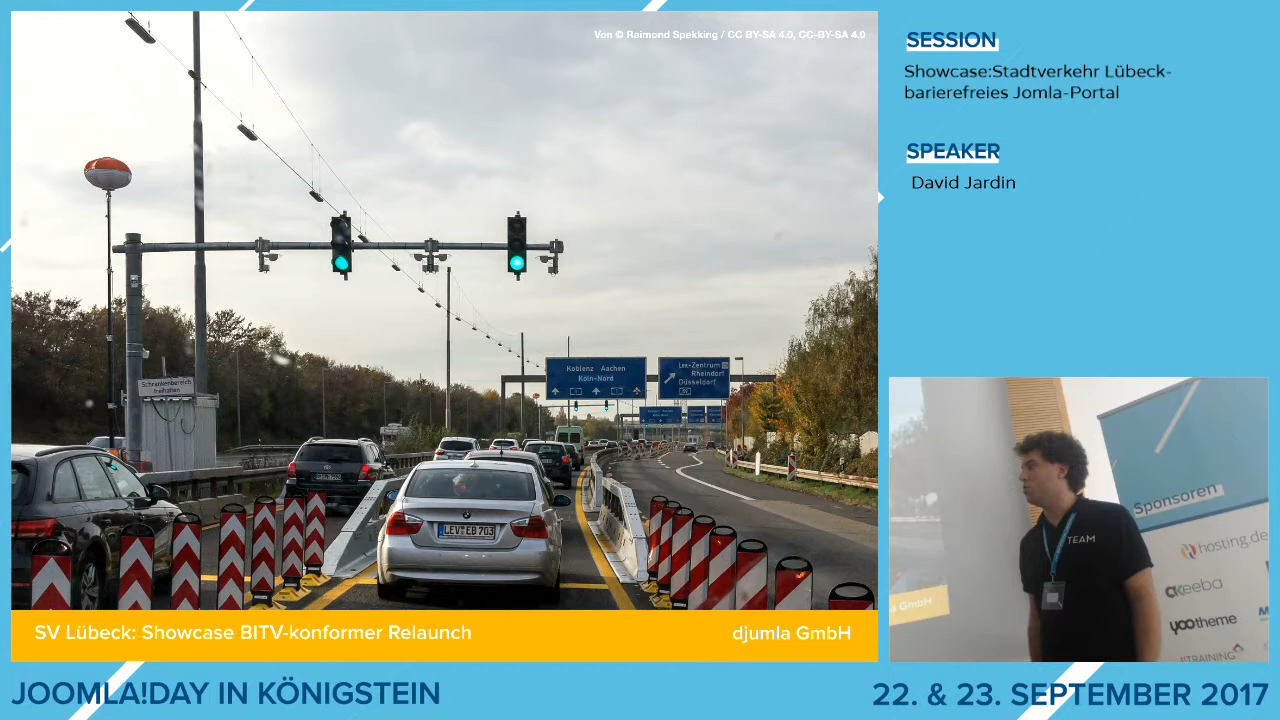 Von © Raimond Spekking / CC BY-SA 4.0, CC-BY-SA 4.0
Schrankenbereich
freihalten
Koblenz Aachen
Köln-Nord
Lev.-Zentrum
Rheindorf
Düsseldorf
LEV EB 703
SV Lübeck: Showcase BITV-konformer Relaunch
djumla GmbH
SESSION
Showcase:Stadtverkehr Lübeck-
barierefreies Jomla-Portal
SPEAKER
David Jardin
TEAM
Sponsoren
hosting.de
akeeba
yootheme
GmbH
JOOMLA!DAY IN KÖNIGSTEIN
22. & 23. SEPTEMBER 2017